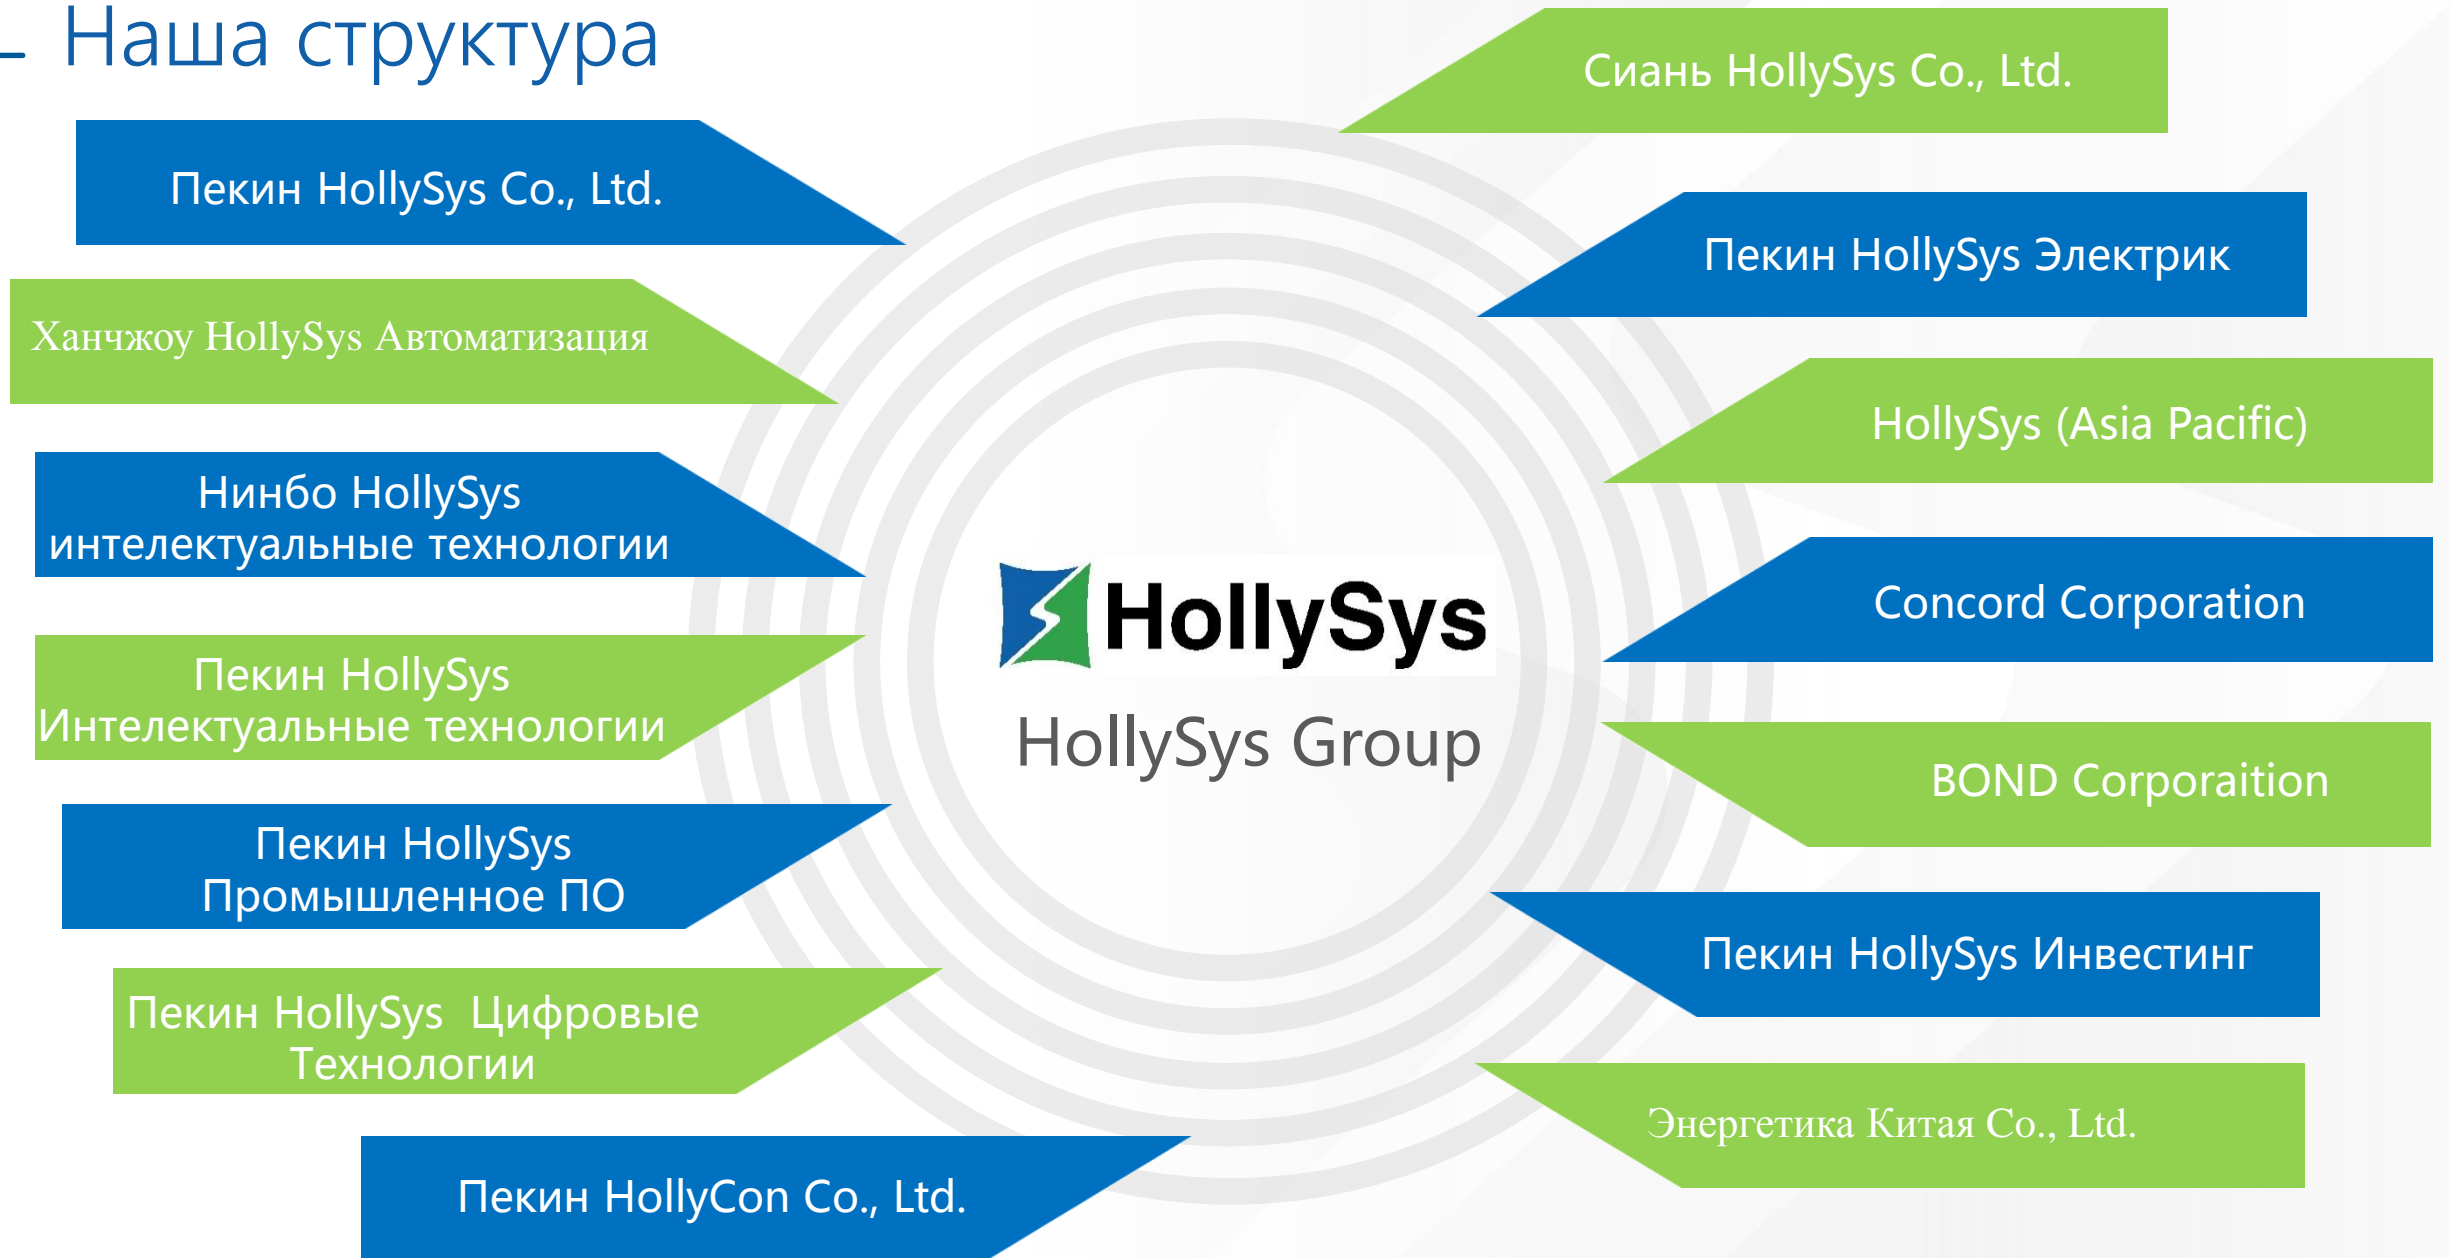 Наша структура
Пекин HollySys Co., Ltd.
Ханчжоу HollySys Автоматизация
Нинбо HollySys
интелектуальные технологии
Пекин HollySys
Интелектуальные технологии
Пекин HollySys
Промышленное ПО
Пекин HollySys Цифровые
Технологии
Пекин HollyCon Co., Ltd.
HollySys
HollySys Group
Сиань HollySys Co., Ltd.
Пекин HollySys Электрик
HollySys (Asia Pacific)
Concord Corporation
BOND Corporaition
Пекин HollySys Инвестинг
Энергетика Китая Co., Ltd.